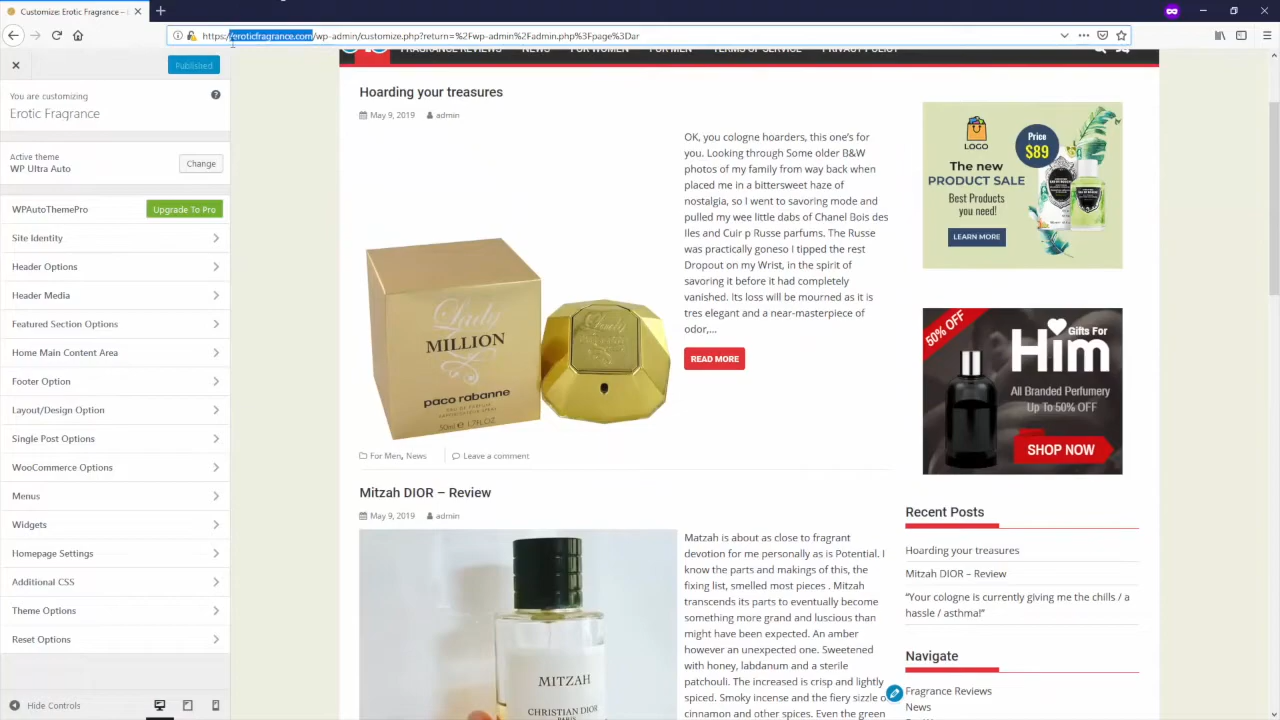 Customize Erotic Fragrance –
https://eroticfragrance.com/wp-admin/customize.php?return=%2Fwp-admin%2Fadmin.php%3Fpage%3Dar
Published
You are customizing
Erotic Fragrance
Active theme
WP Ultra Auto
Change
Upgrade To Pro
Site Identity
Header Options
Header Media
Featured Section Options
Home Main Content Area
Footer Option
Layout/Design Option
Single Post Options
WooCommerce Options
Menus
Widgets
Homepage Settings
Additional CSS
Theme Options
Reset Options
Hide Controls
FRAGRANCE REVIEWS NEWS FOR WOMEN FOR MEN TERMS OF SERVICE PRIVACY POLICY
Hoarding your treasures
May 9, 2019 admin
LADY
MILLION
paco rabanne
EAU DE PARFUM
OK, you cologne hoarders, this one's for
you. Looking through Some older B&W
photos of my family from way back when
placed me in a bittersweet haze of
nostalgia, so I went to savoring mode and
pulled my wee little dabs of Chanel Bois des
Iles and Cuir p Russe parfums. The Russe
was practically goneso I tipped the rest
Dropout on my Wrist, in the spirit of
savoring it before it had completely
vanished. Its loss will be mourned as it is
tres elegant and a near-masterpiece of
odor,…
READ MORE
For Men, News Leave a comment
Mitzah DIOR – Review
May 9, 2019 admin
MITZAH
CHRISTIAN DIOR
PARIS
Matzah is about as close to fragrant
devotion for me personally as is Potential. I
know the parts and makings of this, the
fixing list, smelled most pieces . Mitzah
transcends its parts to eventually become
something more grand and luscious than
might have been expected. An amber
however an unexpected one. Sweetened
with honey, labdanum and a sterile
patchouli. The increased is crisp and lightly
spiced. Smoky incense and the fiery sizzle o
cinnamon and other spices. Even the green
LOGO
The new
PRODUCT SALE
Best Products
you need!
LEARN MORE
Price
$89
50% OFF
Gifts For
Him
All Branded Perfumery
Up To 50% OFF
SHOP NOW
Recent Posts
Hoarding your treasures
Mitzah DIOR – Review
“Your cologne is currently giving me the chills / a
hassle / asthma!”
Navigate
Fragrance Reviews
News